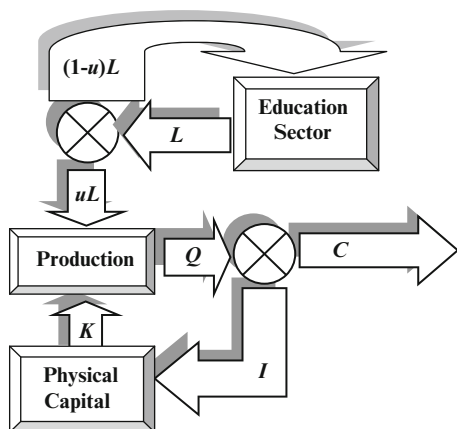 (1-u)L
Education
Sector
L
uL
Production
Q
C
K
Physical
Capital
I